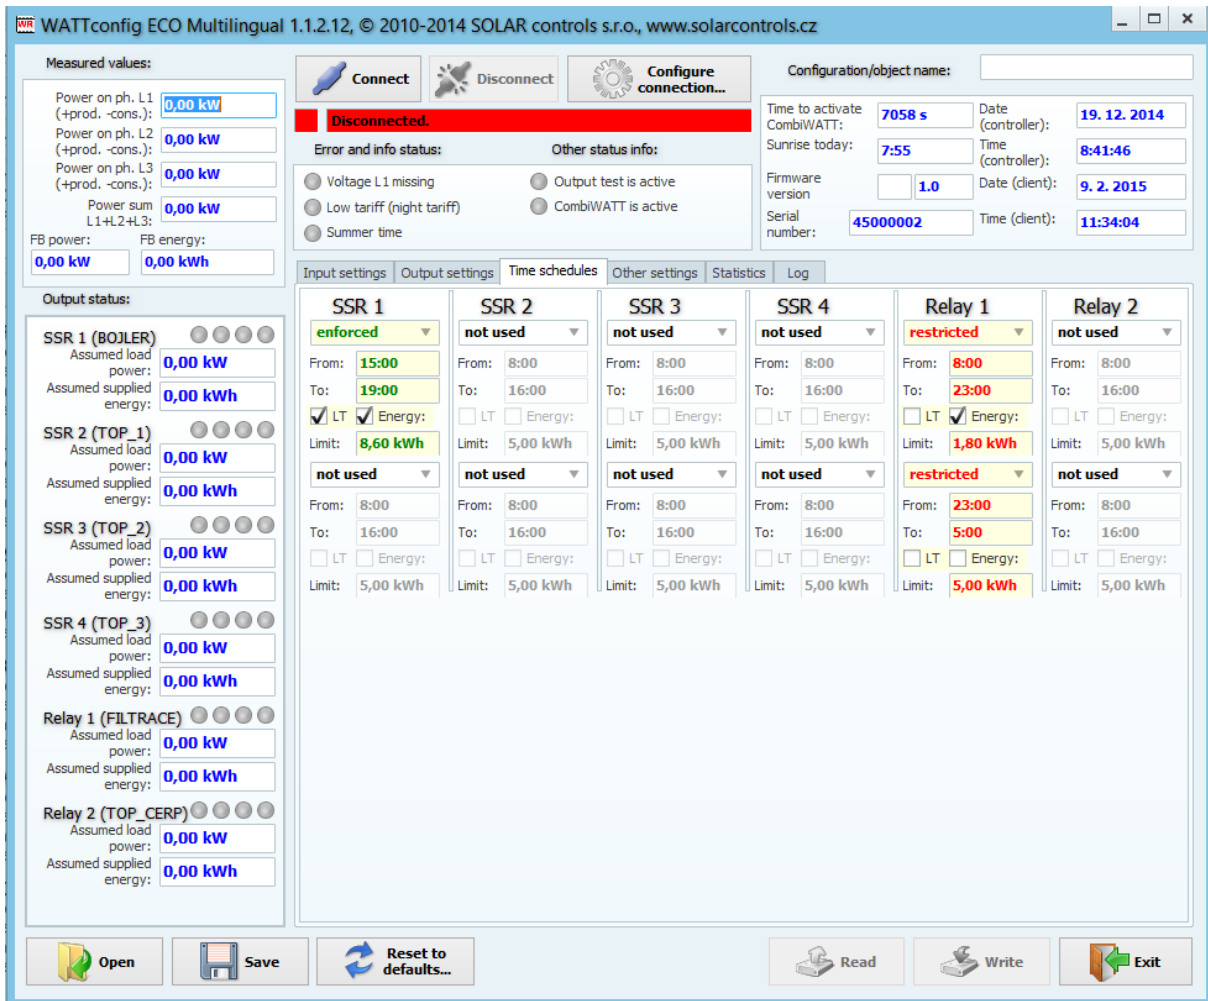 WATTconfig ECO Multilingual 1.1.2.12, © 2010-2014 SOLAR controls s.r.o., www.solarcontrols.cz
Measured values:
Power on ph. L1
(+prod. -cons.):
0,00 kW
Power on ph. L2
(+prod. -cons.):
0,00 kW
Power on ph. L3
(+prod. -cons.):
0,00 kW
Power sum
L1+L2+L3:
0,00 kW
FB power: FB energy:
0,00 kW 0,00 kWh
Connect
Disconnect
Configure
connection...
Disconnected.
Error and info status:
Voltage L1 missing
Low tariff (night tariff)
Summer time
Other status info:
Output test is active
CombiWATT is active
Configuration/object name:
Time to activate
CombiWATT:
7058 s
Date
(controller):
19. 12. 2014
Sunrise today:
7:55
Time
(controller):
8:41:46
Firmware
version
1.0
Date (client):
9. 2. 2015
Serial
number:
45000002
Time (client):
11:34:04
Output status:
SSR 1 (BOJLER)
Assumed load
power:
0,00 kW
Assumed supplied
energy:
0,00 kWh
SSR 2 (TOP_1)
Assumed load
power:
0,00 kW
Assumed supplied
energy:
0,00 kWh
SSR 3 (TOP_2)
Assumed load
power:
0,00 kW
Assumed supplied
energy:
0,00 kWh
SSR 4 (TOP_3)
Assumed load
power:
0,00 kW
Assumed supplied
energy:
0,00 kWh
Relay 1 (FILTRACE)
Assumed load
power:
0,00 kW
Assumed supplied
energy:
0,00 kWh
Relay 2 (TOP_CERP)
Assumed load
power:
0,00 kW
Assumed supplied
energy:
0,00 kWh
Input settings Output settings Time schedules Other settings Statistics Log
SSR 1 SSR 2 SSR 3 SSR 4 Relay 1 Relay 2
enforced not used not used not used restricted not used
From: 15:00 From: 8:00 From: 8:00 From: 8:00 From: 8:00 From: 8:00
To: 19:00 To: 16:00 To: 16:00 To: 16:00 To: 23:00 To: 16:00
LT Energy: LT Energy: LT Energy: LT Energy: LT Energy: LT Energy:
Limit: 8,60 kWh Limit: 5,00 kWh Limit: 5,00 kWh Limit: 5,00 kWh Limit: 1,80 kWh Limit: 5,00 kWh
not used not used not used not used restricted not used
From: 8:00 From: 8:00 From: 8:00 From: 8:00 From: 23:00 From: 8:00
To: 16:00 To: 16:00 To: 16:00 To: 16:00 To: 5:00 To: 16:00
LT Energy: LT Energy: LT Energy: LT Energy: LT Energy: LT Energy:
Limit: 5,00 kWh Limit: 5,00 kWh Limit: 5,00 kWh Limit: 5,00 kWh Limit: 5,00 kWh Limit: 5,00 kWh
Open
Save
Reset to
defaults...
Read
Write
Exit